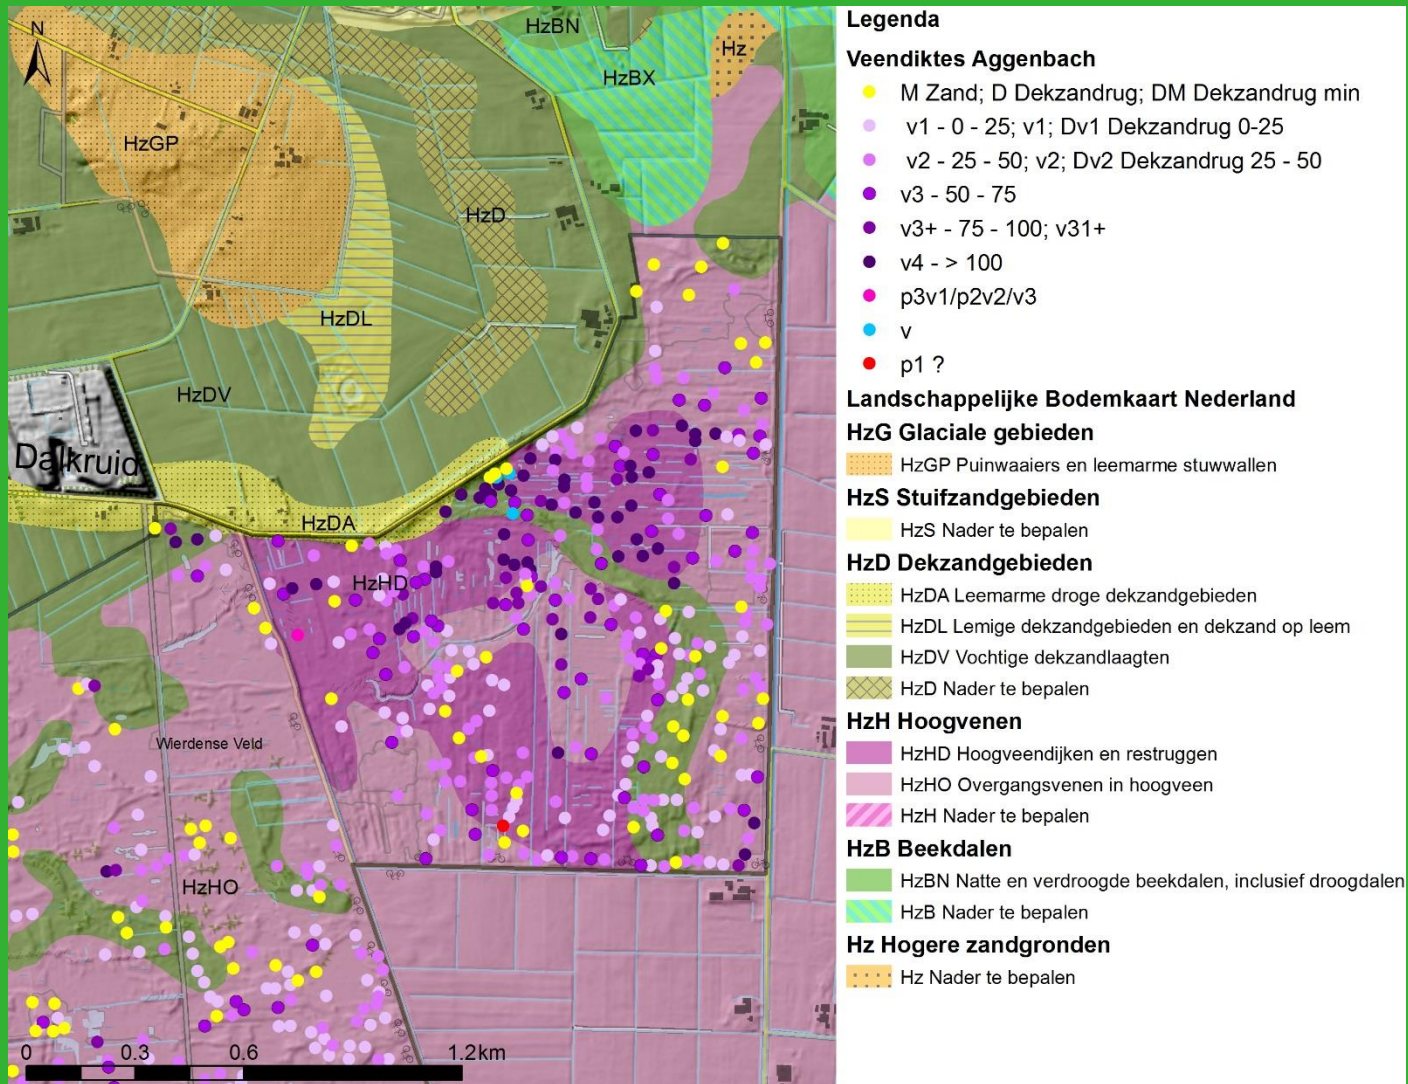 N
HzBN
Hz
HzBX
HzGP
HzD
HzDL
HzDV
Dalkruid
HzDA
HzHD
Wierdense Veld
HzHO
0 0.3 0.6 1.2km
Legenda
Veendiktes Aggenbach
M Zand; D Dekzandrug; DM Dekzandrug min
v1 - 0 - 25; v1; Dv1 Dekzandrug 0-25
v2 - 25 - 50; v2; Dv2 Dekzandrug 25 - 50
v3 - 50 - 75
v3+ - 75 - 100; v31+
v4 - > 100
p3v1/p2v2/v3
v
p1 ?
Landschappelijke Bodemkaart Nederland
HzG Glaciale gebieden
HzGP Puinwaaiers en leemarme stuwwallen
HzS Stuifzandgebieden
HzS Nader te bepalen
HzD Dekzandgebieden
HzDA Leemarme droge dekzandgebieden
HzDL Lemige dekzandgebieden en dekzand op leem
HzDV Vochtige dekzandlaagten
HzD Nader te bepalen
HzH Hoogvenen
HzHD Hoogveendijken en restruggen
HzHO Overgangsvenen in hoogveen
HzH Nader te bepalen
HzB Beekdalen
HzBN Natte en verdroogde beekdalen, inclusief droogdalen
HzB Nader te bepalen
Hz Hogere zandgronden
Hz Nader te bepalen